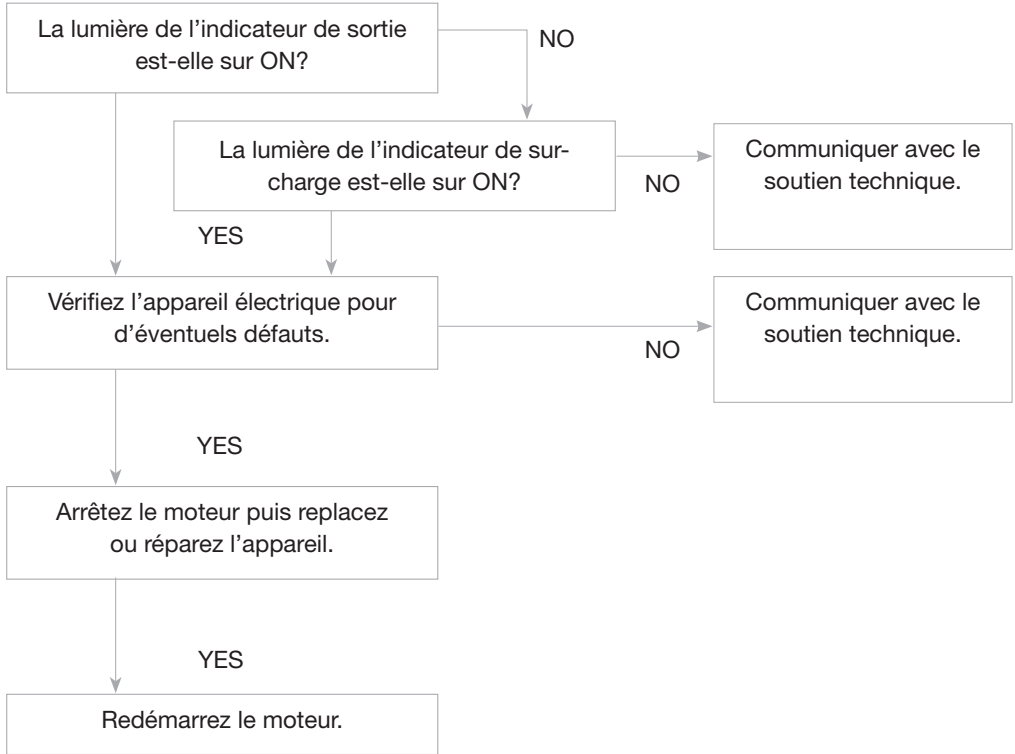 La lumière de l'indicateur de sortie
est-elle sur ON?
NO
La lumière de l'indicateur de sur-
charge est-elle sur ON?
NO
Communiquer avec le
soutien technique.
YES
Vérifiez l'appareil électrique pour
d'éventuels défauts.
NO
Communiquer avec le
soutien technique.
YES
Arrêtez le moteur puis replacez
ou réparez l'appareil.
YES
Redémarrez le moteur.